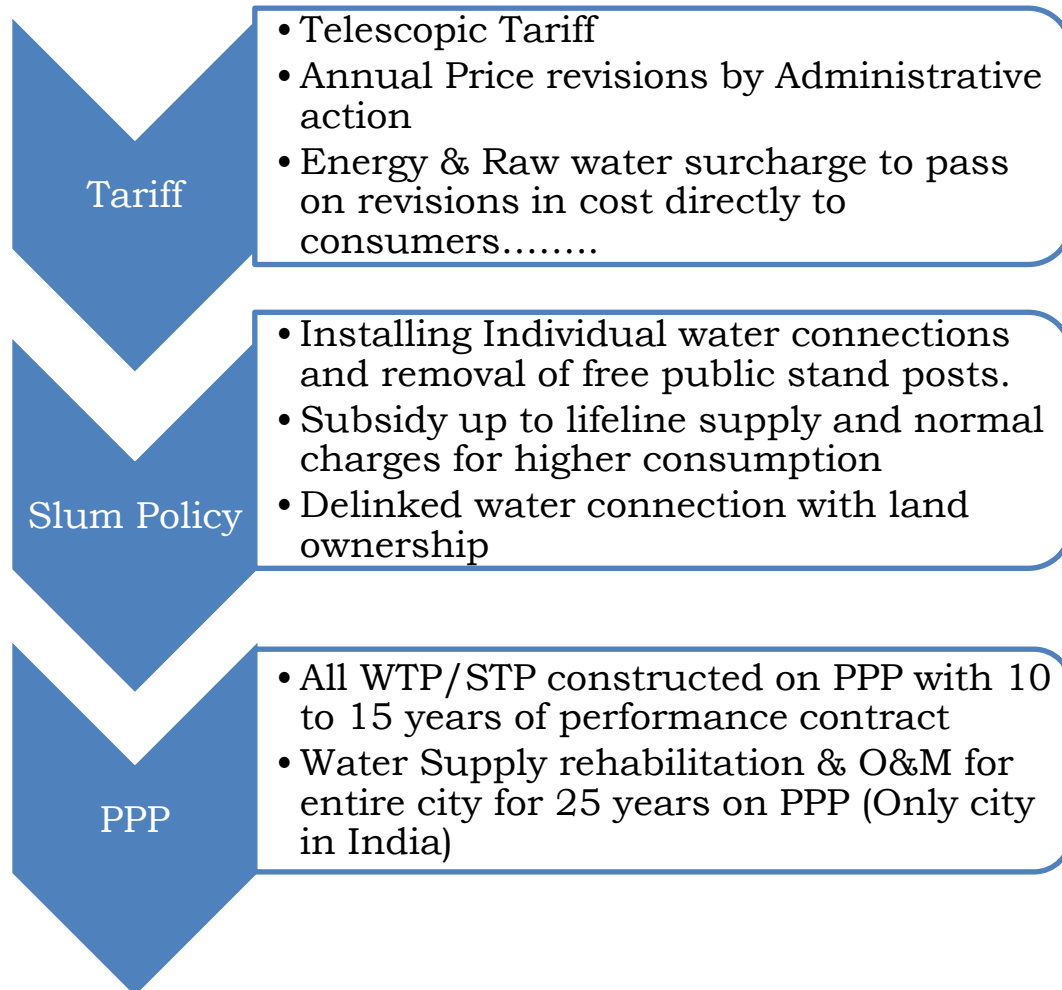 Tariff
• Telescopic Tariff
• Annual Price revisions by Administrative
action
• Energy & Raw water surcharge to pass
on revisions in cost directly to
consumers........
Slum Policy
• Installing Individual water connections
and removal of free public stand posts.
• Subsidy up to lifeline supply and normal
charges for higher consumption
• Delinked water connection with land
ownership
PPP
• All WTP/STP constructed on PPP with 10
to 15 years of performance contract
• Water Supply rehabilitation & O&M for
entire city for 25 years on PPP (Only city
in India)